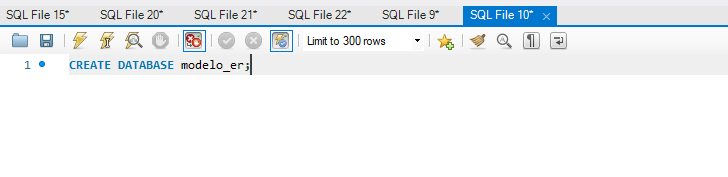 SQL File 15* SQL File 20* SQL File 21* SQL File 22* SQL File 9* SQL File 10*
Limit to 300 rows
1 CREATE DATABASE modelo_er;